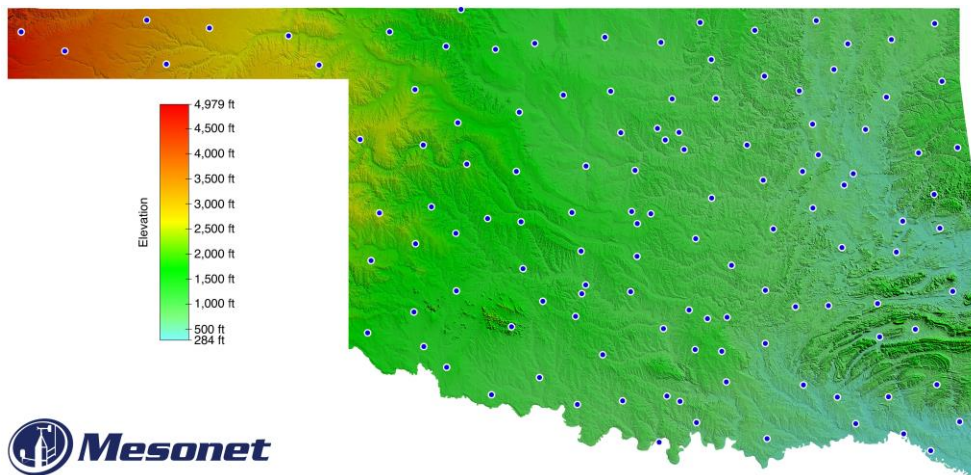 4,979 ft
4,500 ft
4,000 ft
3,500 ft
3,000 ft
2,500 ft
2,000 ft
1,500 ft
1,000 ft
500 ft
284 ft
Elevation
Mesonet